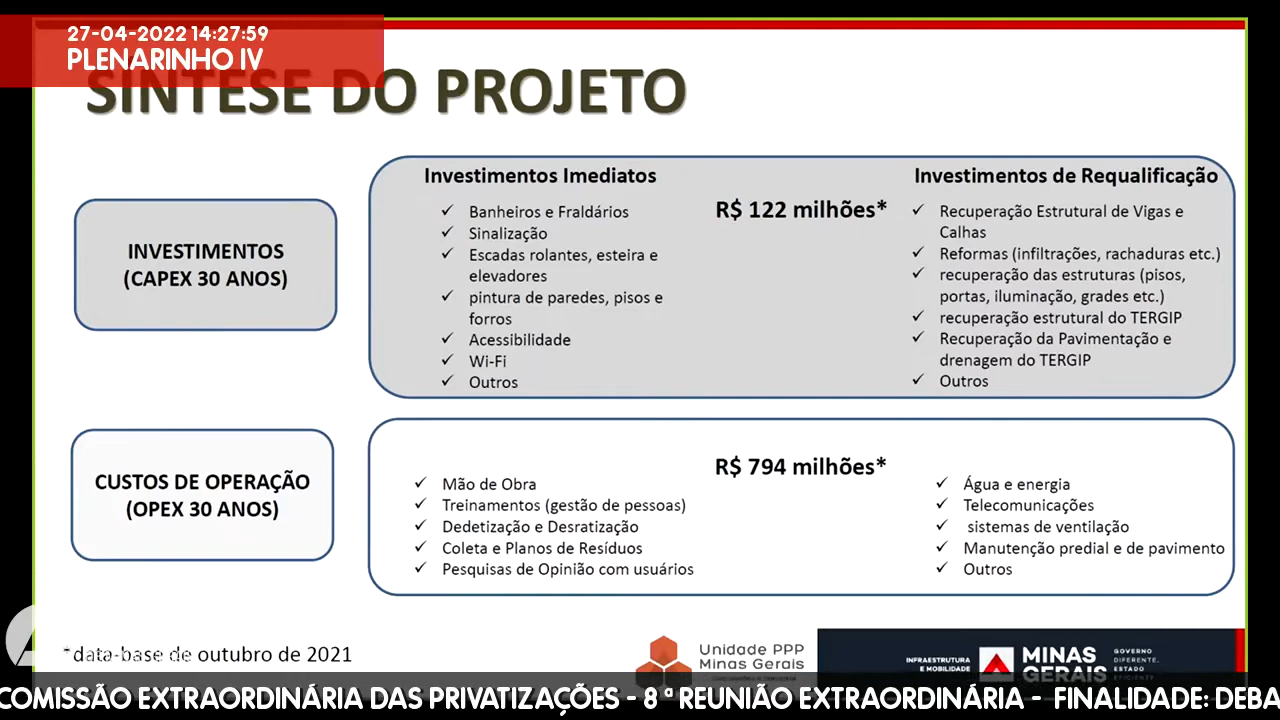 27-04-2022 14:27:59
PLENARINHO IV
SÍNTESE DO PROJETO
INVESTIMENTOS
(CAPEX 30 ANOS)
Investimentos Imediatos
Banheiros e Fraldários
Sinalização
Escadas rolantes, esteira e
elevadores
pintura de paredes, pisos e
forros
Acessibilidade
Wi-Fi
Outros
R$ 122 milhões*
Investimentos de Requalificação
Recuperação Estrutural de Vigas e
Calhas
Reformas (infiltrações, rachaduras etc.)
recuperação das estruturas (pisos,
portas, iluminação, grades etc.)
recuperação estrutural do TERGIP
Recuperação da Pavimentação e
drenagem do TERGIP
Outros
CUSTOS DE OPERAÇÃO
(OPEX 30 ANOS)
R$ 794 milhões*
Mão de Obra
Treinamentos (gestão de pessoas)
Dedetização e Desratização
Coleta e Planos de Resíduos
Pesquisas de Opinião com usuários
Água e energia
Telecomunicações
sistemas de ventilação
Manutenção predial e de pavimento
Outros
*data-base de outubro de 2021
Unidade PPP
Minas Gerais
INFRAESTRUTURA
E MOBILIDADE
MINAS
GERAIS
GOVERNO
DIFERENTE.
ESTADO
EFICIENTE.
COMISSÃO EXTRAORDINÁRIA DAS PRIVATIZAÇÕES - 8 ª REUNIÃO EXTRAORDINÁRIA - FINALIDADE: DEBA